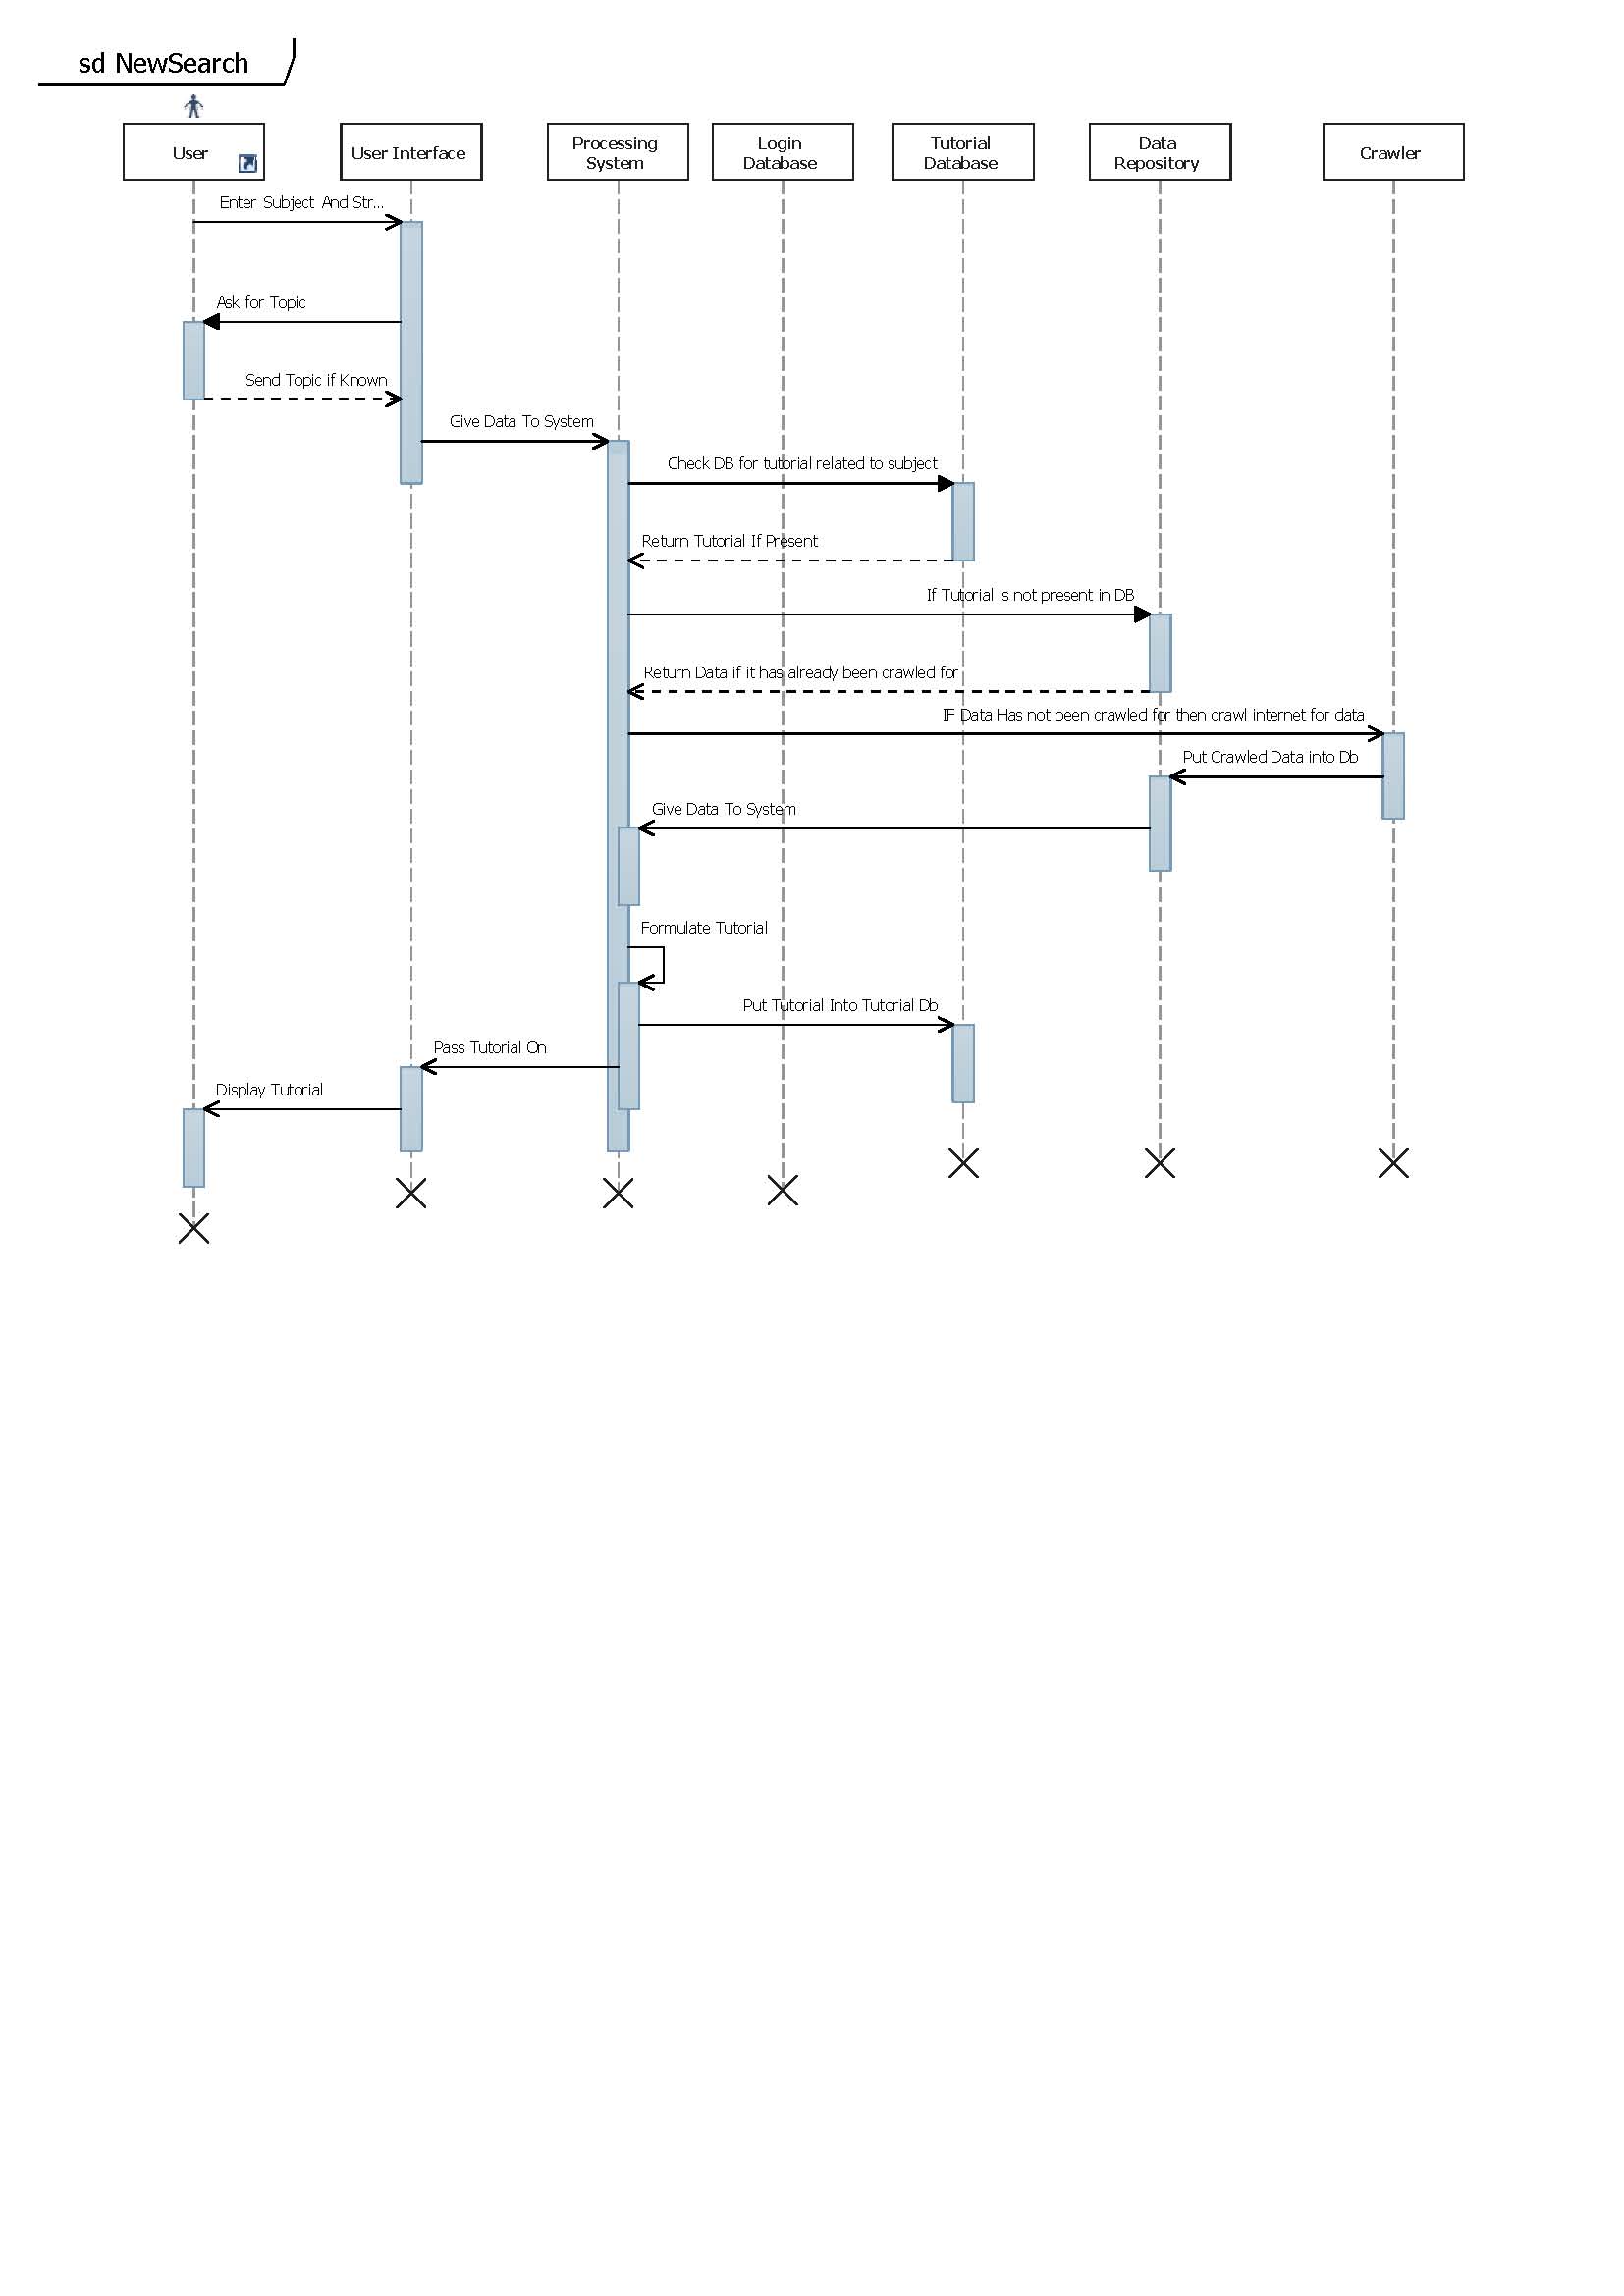 sd NewSearch
User
User Interface
Processing
System
Login
Database
Tutorial
Database
Data
Repository
Crawler
Enter Subject And Str...
Ask for Topic
Send Topic if Known
Give Data To System
Check DB for tutorial related to subject
Return Tutorial If Present
If Tutorial is not present in DB
Return Data if it has already been crawled for
IF Data Has not been crawled for then crawl internet for data
Put Crawled Data into Db
Give Data To System
Formulate Tutorial
Put Tutorial Into Tutorial Db
Pass Tutorial On
Display Tutorial